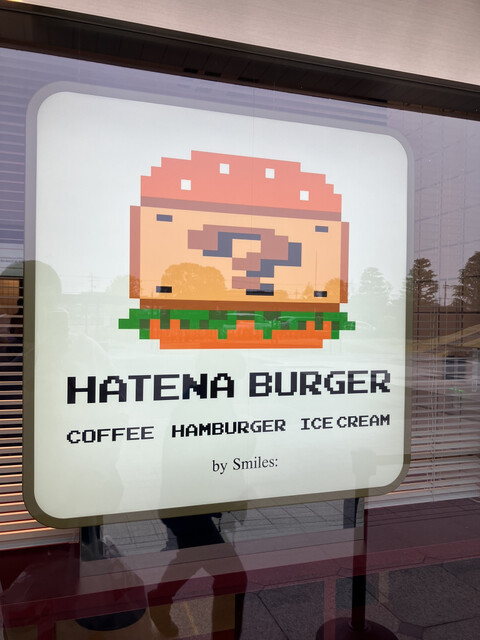 ?
HATENA BURGER
COFFEE HAMBURGER ICE CREAM
by Smiles: